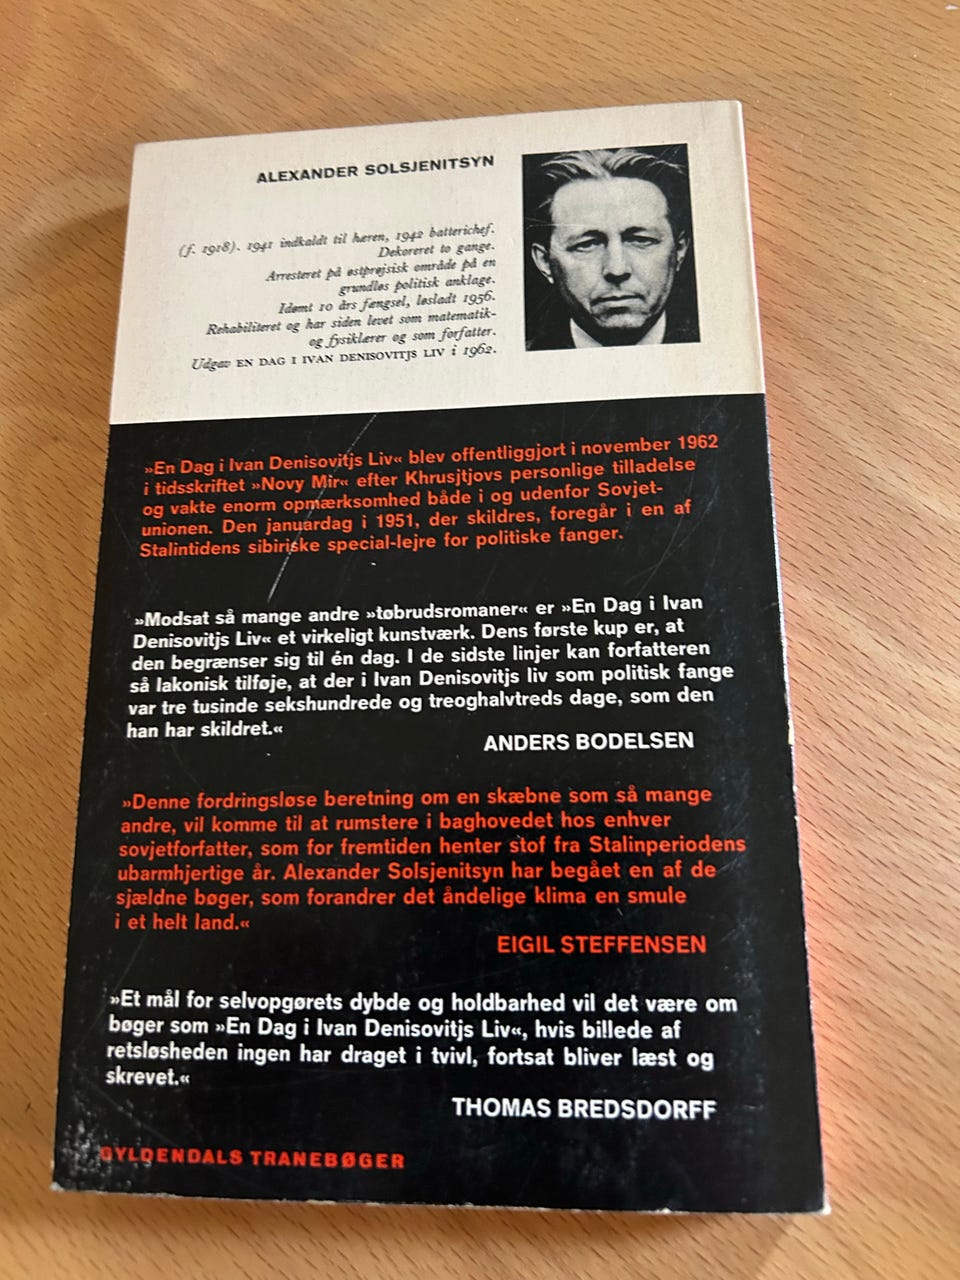 ALEXANDER SOLSJENITSYN
(f. 1918). 1941 indkaldt til hæren, 1942 batterichef.
Dekoreret to gange.
Arresteret på østprøjsisk område på en
grundløs politisk anklage.
Idømt 10 års fængsel, løsladt 1956.
Rehabiliteret og har siden levet som matematik-
og fysiklærer og som forfatter.
Udgav EN DAG I IVAN DENISOVITJS LIV i 1962.
»En Dag i Ivan Denisovitjs Liv« blev offentliggjort i november 1962
i tidsskriftet »Novy Mir« efter Khrusjtjovs personlige tilladelse
og vakte enorm opmærksomhed både i og udenfor Sovjet-
unionen. Den januardag i 1951, der skildres, foregår i en af
Stalintidens sibiriske special-lejre for politiske fanger.
»Modsat så mange andre »tøbrudsromaner« er »En Dag i Ivan
Denisovitjs Liv« et virkeligt kunstværk. Dens første kup er, at
den begrænser sig til én dag. I de sidste linjer kan forfatteren
så lakonisk tilføje, at der i Ivan Denisovitjs liv som politisk fange
var tre tusinde sekshundrede og treoghalvtreds dage, som den
han har skildret.«
ANDERS BODELSEN
»Denne fordringsløse beretning om en skæbne som så mange
andre, vil komme til at rumstere i baghovedet hos enhver
sovjetforfatter, som for fremtiden henter stof fra Stalinperiodens
ubarmhjertige år. Alexander Solsjenitsyn har begået en af de
sjældne bøger, som forandrer det åndelige klima en smule
i et helt land.«
EIGIL STEFFENSEN
»Et mål for selvopgørets dybde og holdbarhed vil det være om
bøger som »En Dag i Ivan Denisovitjs Liv«, hvis billede af
retsløsheden ingen har draget i tvivl, fortsat bliver læst og
skrevet.«
THOMAS BREDSDORFF
GYLDENDALS TRANEBØGER